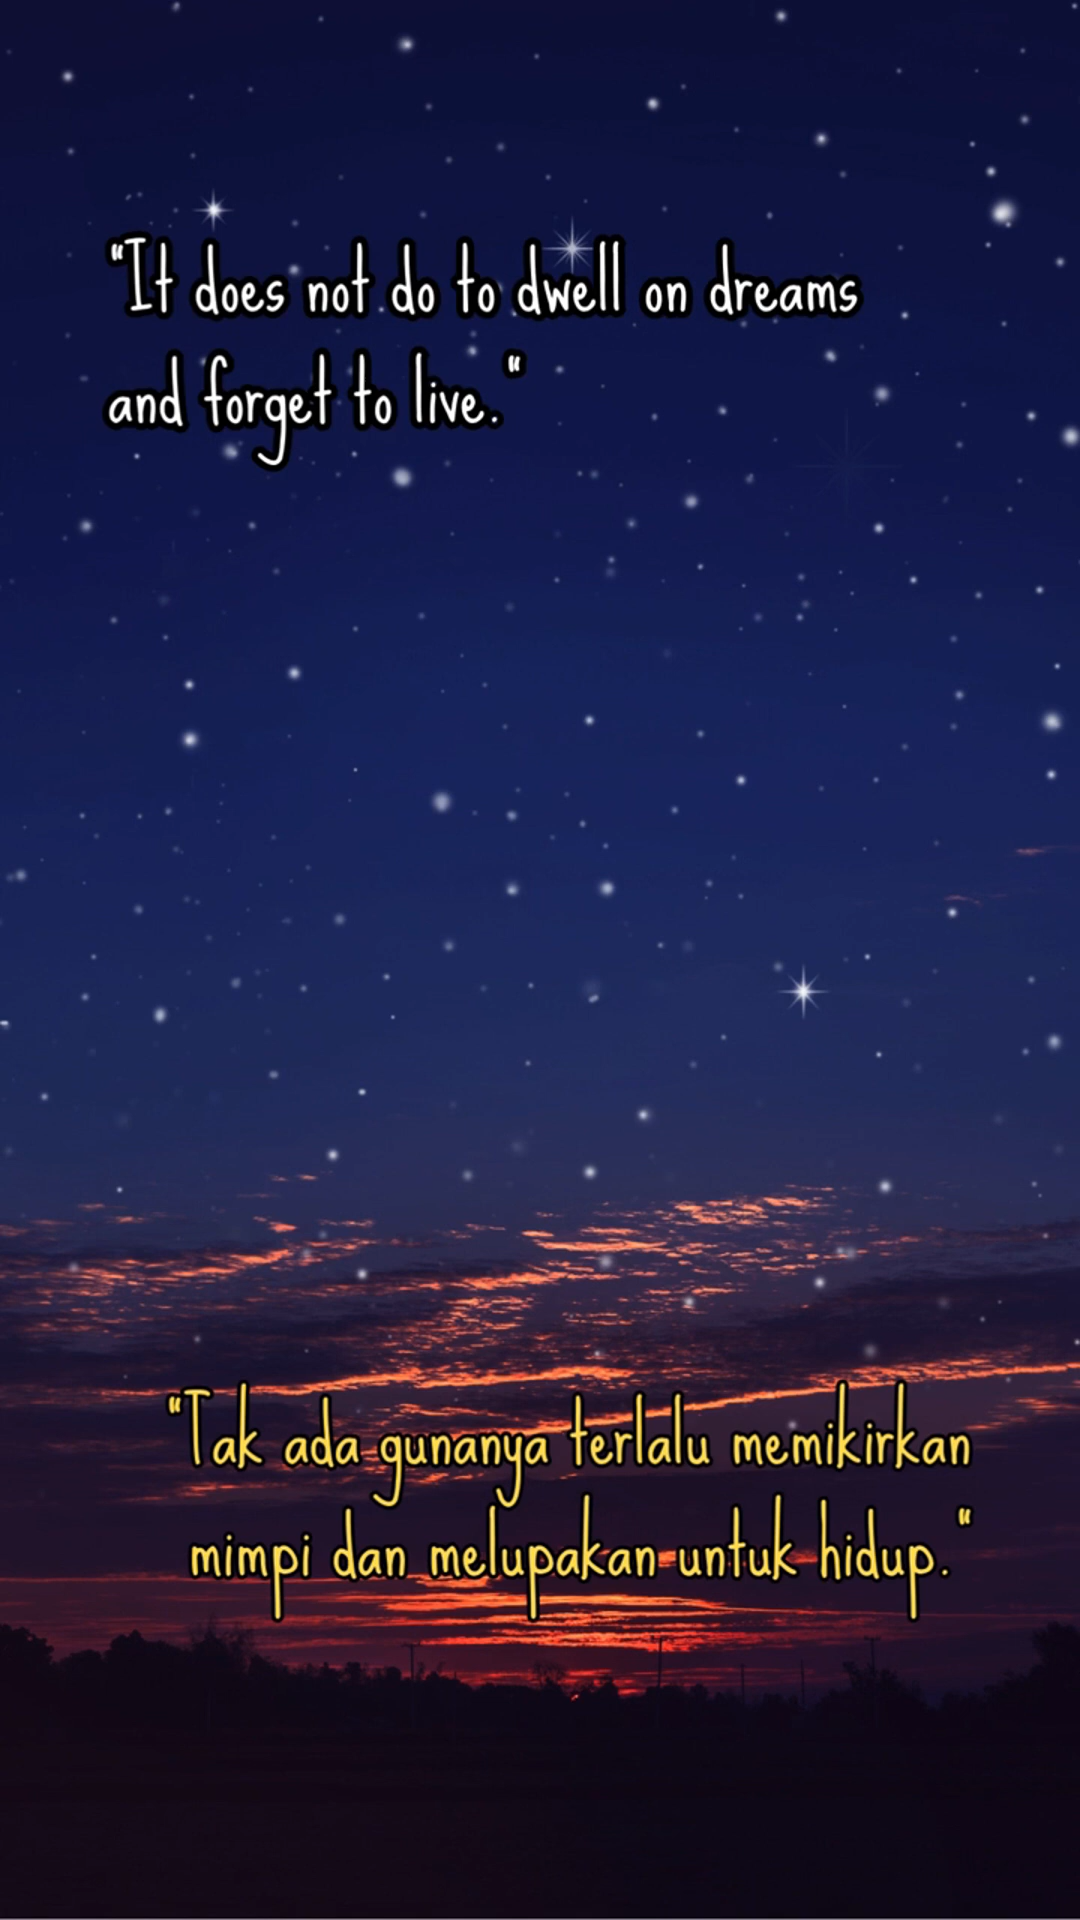 "It does not do to dwell on dreams
and forget to live."
"Tak ada gunanya terlalu memikirkan
mimpi dan melupakan untuk hidup."